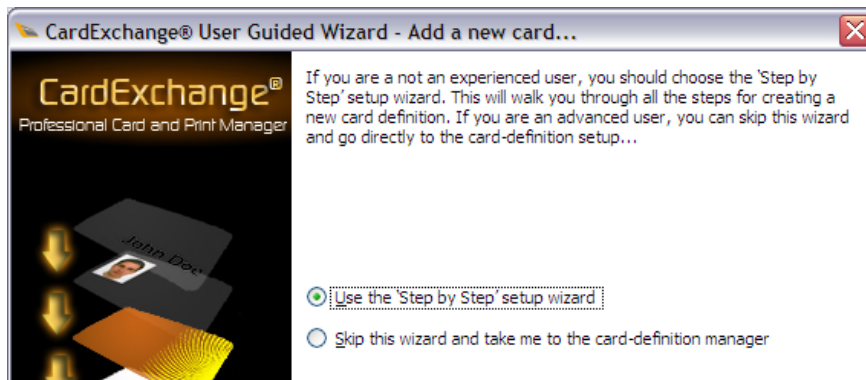 CardExchange® User Guided Wizard - Add a new card...
CardExchange®
Professional Card and Print Manager
If you are a not an experienced user, you should choose the 'Step by
Step' setup wizard. This will walk you through all the steps for creating a
new card definition. If you are an advanced user, you can skip this wizard
and go directly to the card-definition setup...
John Doe
Use the 'Step by Step' setup wizard
Skip this wizard and take me to the card-definition manager